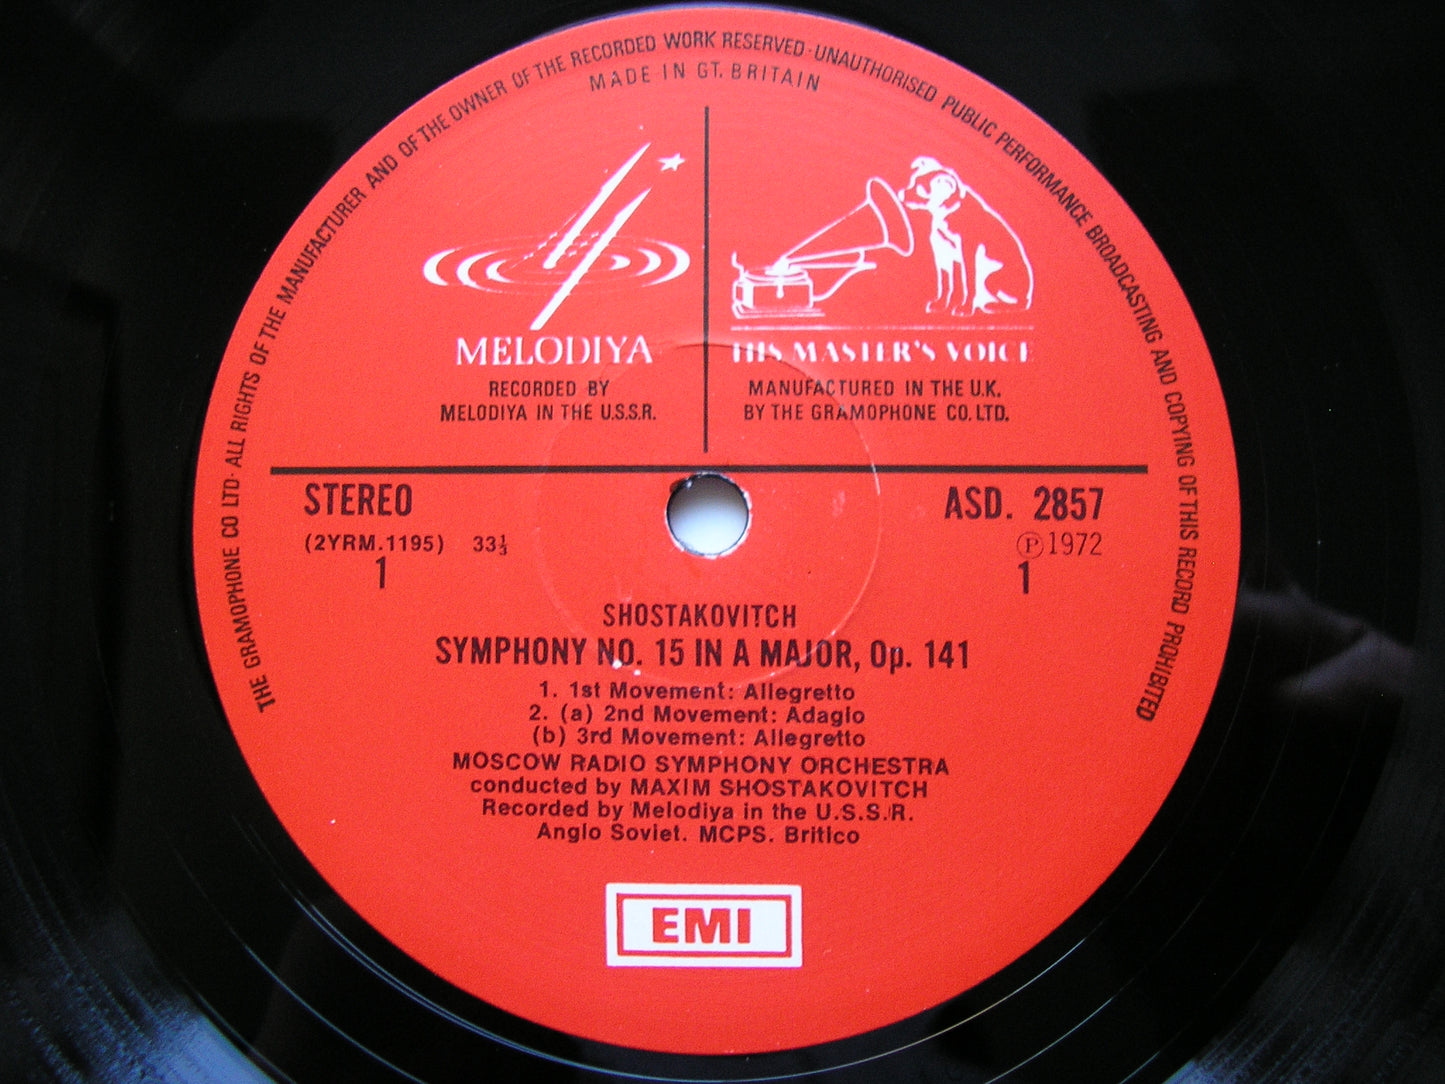 THE GRAMOPHONE CO LTD· ALL RIGHTS OF THE MANUFACTURER AND OF THE OWNER OF THE RECORDED WORK RESERVED·UNAUTHORISED PUBLIC PERFORMANCE BROADCASTING AND COPYING OF THIS RECORD PROHIBITED
MADE IN GT. BRITAIN
MELODIYA
RECORDED BY
MELODIYA IN THE U.S.S.R.
HIS MASTER'S VOICE
MANUFACTURED IN THE U.K.
BY THE GRAMOPHONE CO. LTD.
STEREO
(2YRM.1195) 33⅓
1
ASD. 2857
Ⓟ1972
1
SHOSTAKOVITCH
SYMPHONY NO. 15 IN A MAJOR, Op. 141
1. 1st Movement: Allegretto
2. (a) 2nd Movement: Adagio
(b) 3rd Movement: Allegretto
MOSCOW RADIO SYMPHONY ORCHESTRA
conducted by MAXIM SHOSTAKOVITCH
Recorded by Melodiya in the U.S.S.R.
Anglo Soviet. MCPS. Britico
EMI